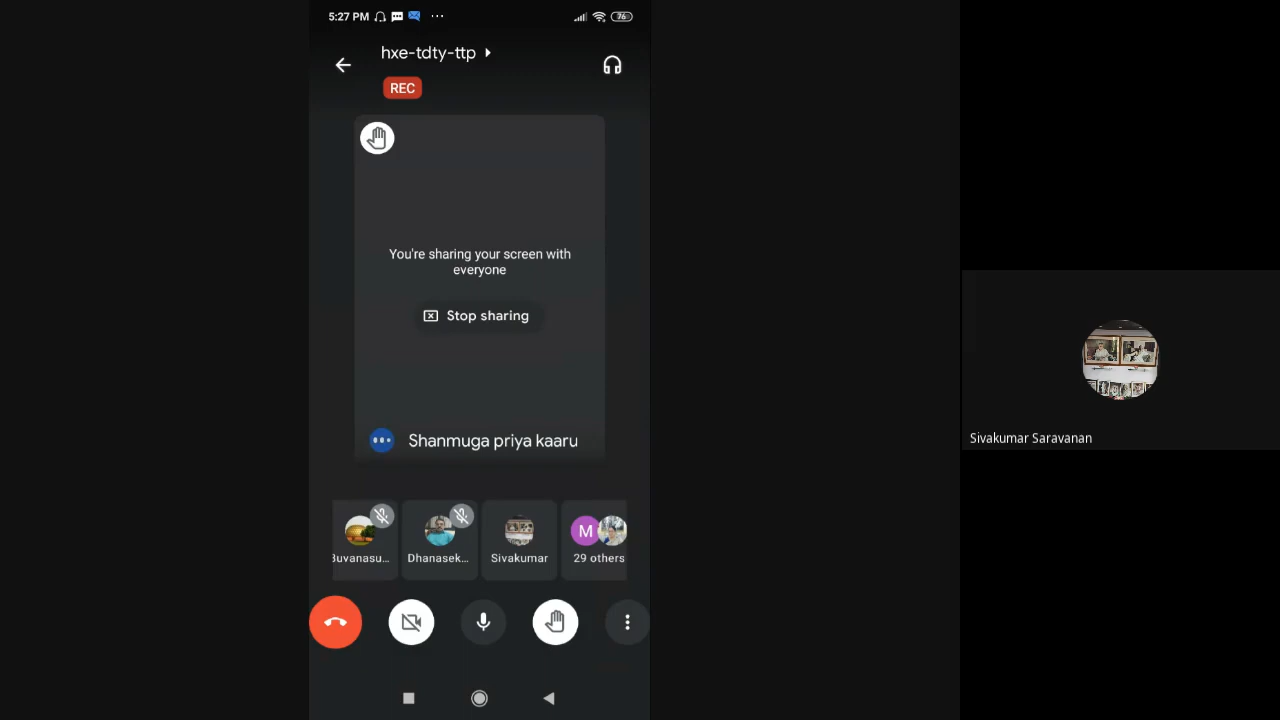 5:27 PM
76
hxe-tdty-ttp
REC
You're sharing your screen with
everyone
Stop sharing
Shanmuga priya kaaru
Buvanasu...
Dhanasek...
Sivakumar
M
29 others
Sivakumar Saravanan